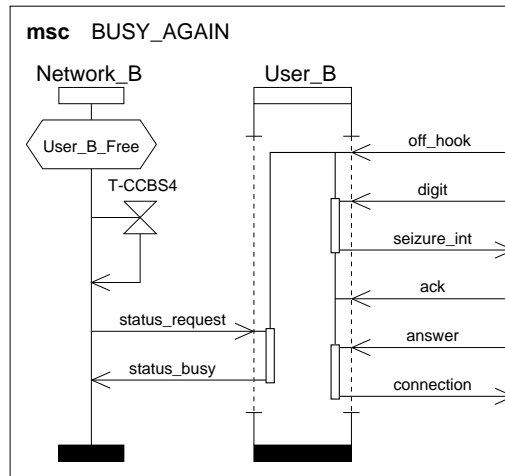 msc BUSY_AGAIN
Network_B
User_B
User_B_Free
off_hook
T-CCBS4
digit
seizure_int
ack
status_request
answer
status_busy
connection